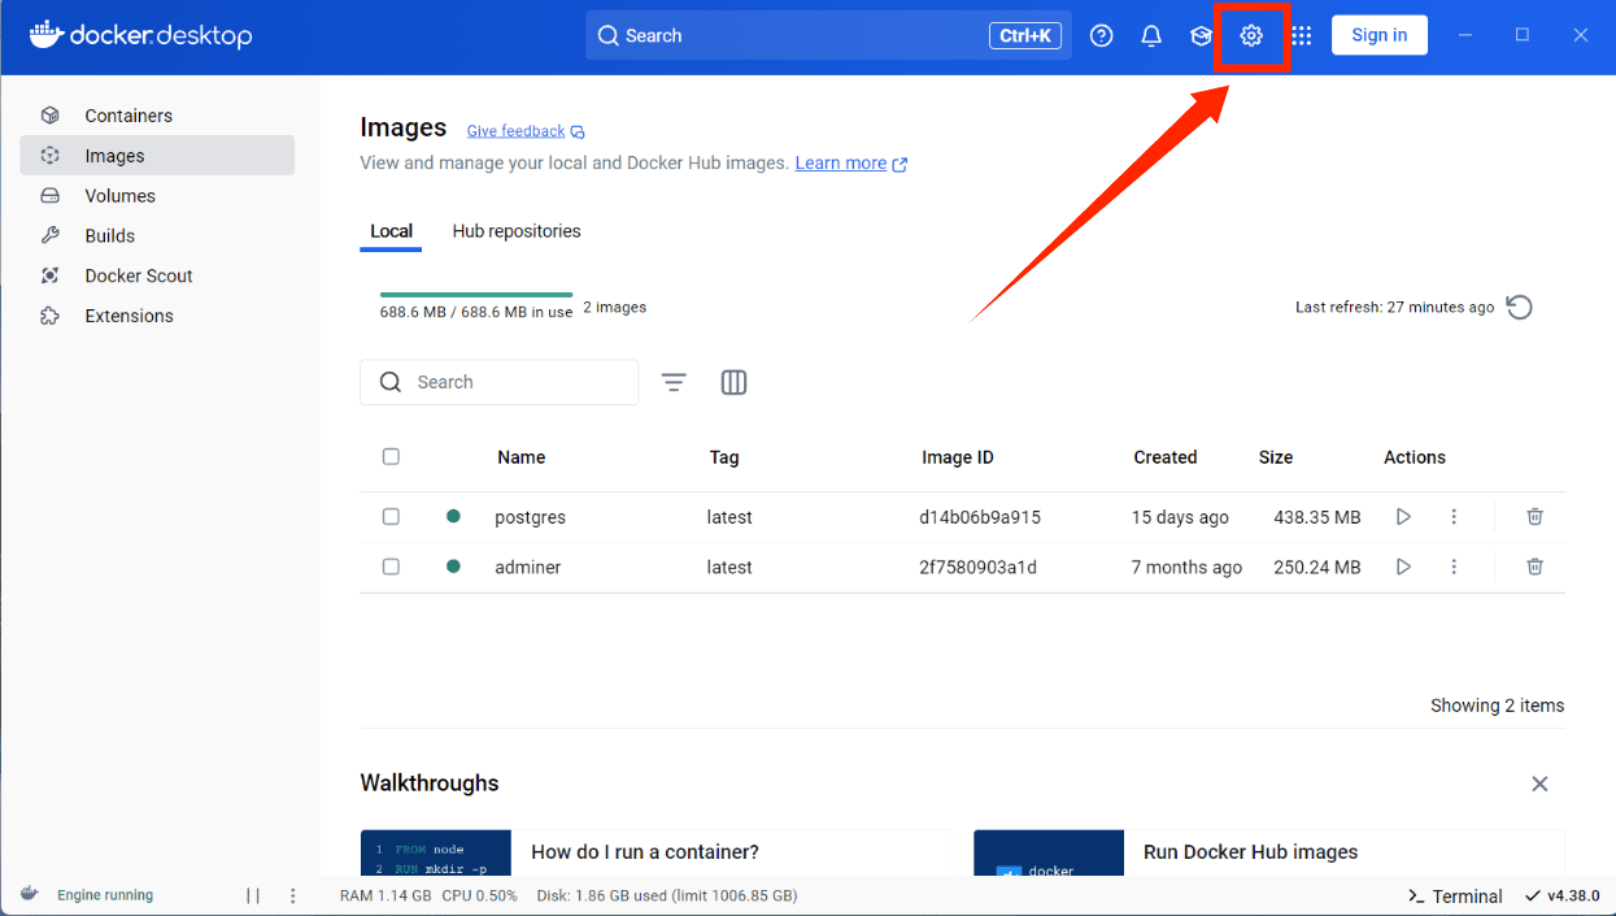 docker.desktop
Search Ctrl+K
Sign in
Containers
Images
Volumes
Builds
Docker Scout
Extensions
Images Give feedback
View and manage your local and Docker Hub images. Learn more
Local Hub repositories
688.6 MB / 688.6 MB in use 2 images
Last refresh: 27 minutes ago
Search
Name Tag Image ID Created Size Actions
postgres latest d14b06b9a915 15 days ago 438.35 MB
adminer latest 2f7580903a1d 7 months ago 250.24 MB
Showing 2 items
Walkthroughs
1 FROM node
2 RUN mkdir -p
How do I run a container?
docker
Run Docker Hub images
Engine running
RAM 1.14 GB CPU 0.50% Disk: 1.86 GB used (limit 1006.85 GB)
>_ Terminal
v4.38.0